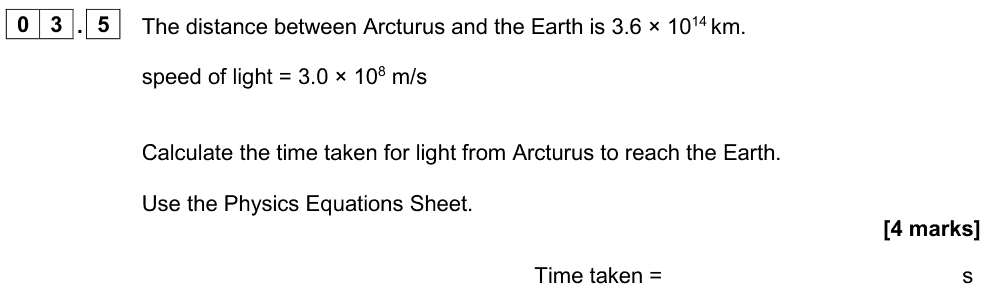 0 3 . 5 The distance between Arcturus and the Earth is 3.6 × 10¹⁴ km.
speed of light = 3.0 × 10⁸ m/s
Calculate the time taken for light from Arcturus to reach the Earth.
Use the Physics Equations Sheet.
[4 marks]
Time taken = s